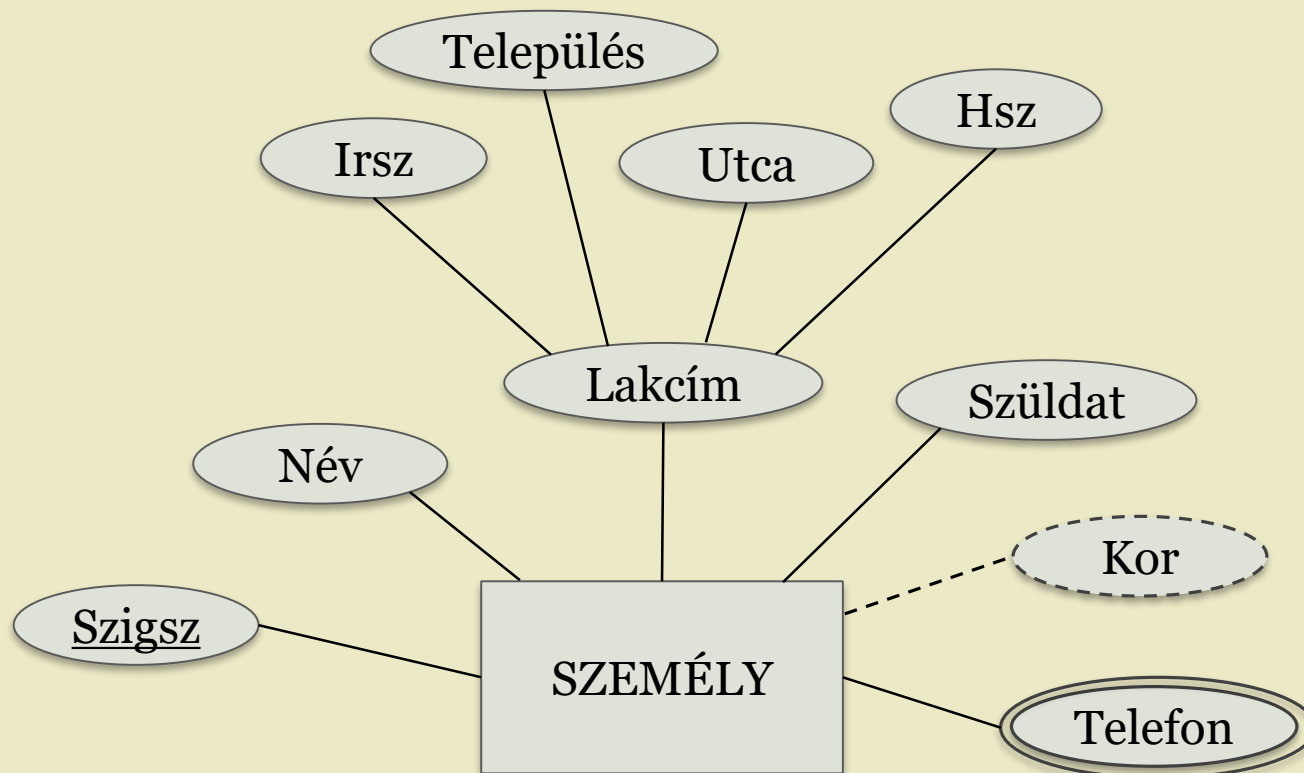 Település
Hsz
Irsz
Utca
Lakcím
Szüldat
Név
Kor
Szigsz
SZEMÉLY
Telefon